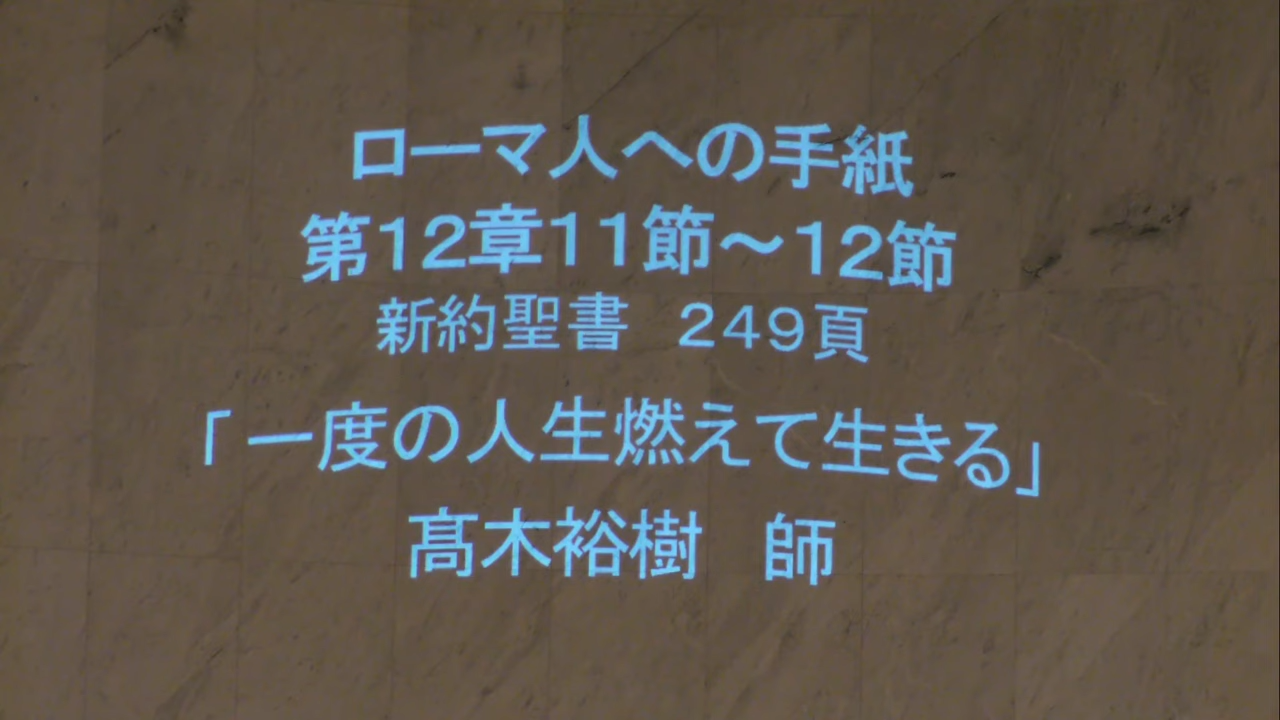 ローマ人への手紙
第12章11節～12節
新約聖書　249頁
「一度の人生燃えて生きる」
髙木裕樹　師